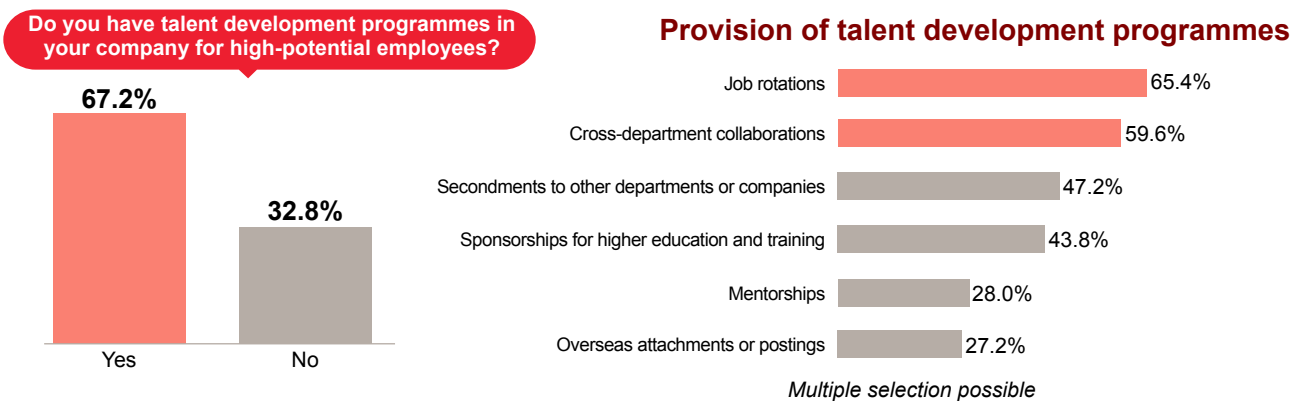 Do you have talent development programmes in
your company for high-potential employees?
67.2%
32.8%
Yes
No
Provision of talent development programmes
Job rotations
65.4%
Cross-department collaborations
59.6%
Secondments to other departments or companies
47.2%
Sponsorships for higher education and training
43.8%
Mentorships
28.0%
Overseas attachments or postings
27.2%
Multiple selection possible